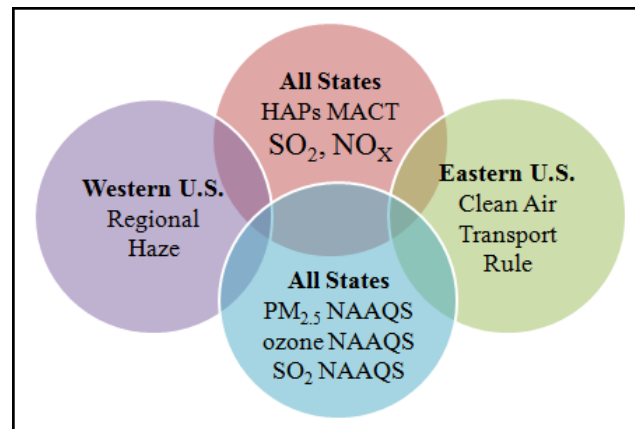 All States
HAPs MACT
SO₂, NOₓ
Western U.S.
Regional
Haze
Eastern U.S.
Clean Air
Transport
Rule
All States
PM₂.₅ NAAQS
ozone NAAQS
SO₂ NAAQS